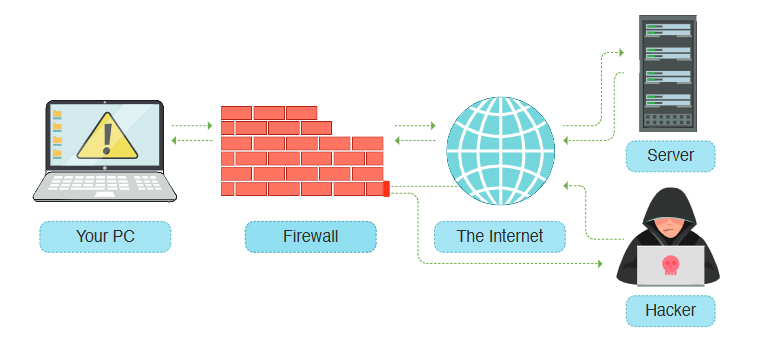 Server
Your PC
Firewall
The Internet
Hacker